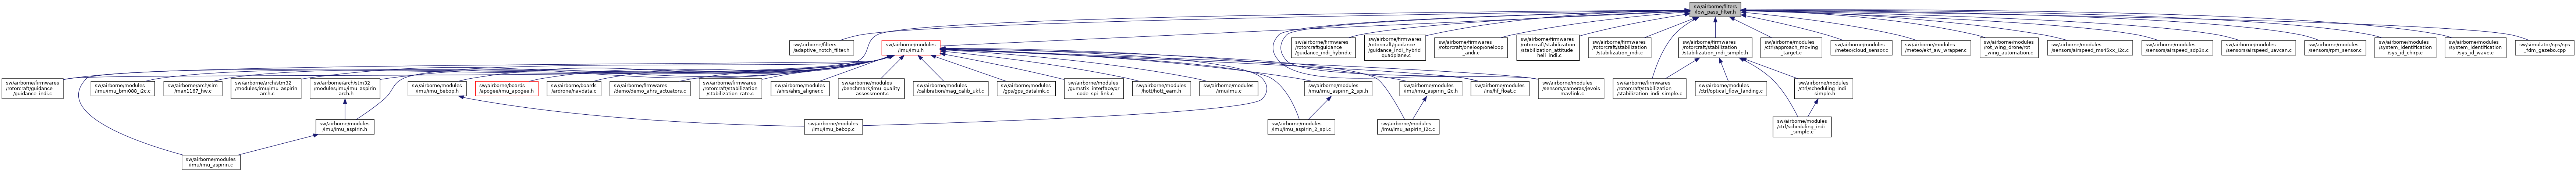 sw/airborne/filters
/low_pass_filter.h
sw/airborne/filters
/adaptive_notch_filter.h
sw/airborne/modules
/imu/imu.h
sw/airborne/firmwares
/rotorcraft/guidance
/guidance_indi_hybrid.c
sw/airborne/firmwares
/rotorcraft/guidance
/guidance_indi_hybrid
_quadplane.c
sw/airborne/firmwares
/rotorcraft/oneloop/oneloop
_andi.c
sw/airborne/firmwares
/rotorcraft/stabilization
/stabilization_attitude
_heli_indi.c
sw/airborne/firmwares
/rotorcraft/stabilization
/stabilization_indi.c
sw/airborne/firmwares
/rotorcraft/stabilization
/stabilization_indi_simple.h
sw/airborne/modules
/ctrl/approach_moving
_target.c
sw/airborne/modules
/meteo/cloud_sensor.c
sw/airborne/modules
/meteo/ekf_aw_wrapper.c
sw/airborne/modules
/rot_wing_drone/rot
_wing_automation.c
sw/airborne/modules
/sensors/airspeed_ms45xx_i2c.c
sw/airborne/modules
/sensors/airspeed_sdp3x.c
sw/airborne/modules
/sensors/airspeed_uavcan.c
sw/airborne/modules
/sensors/rpm_sensor.c
sw/airborne/modules
/system_identification
/sys_id_chirp.c
sw/airborne/modules
/system_identification
/sys_id_wave.c
sw/simulator/nps/nps
_fdm_gazebo.cpp
sw/airborne/firmwares
/rotorcraft/guidance
/guidance_indi.c
sw/airborne/modules
/imu/imu_bmi088_i2c.c
sw/airborne/arch/sim
/max1167_hw.c
sw/airborne/arch/stm32
/modules/imu/imu_aspirin
_arch.c
sw/airborne/arch/stm32
/modules/imu/imu_aspirin
_arch.h
sw/airborne/modules
/imu/imu_bebop.h
sw/airborne/boards
/apogee/imu_apogee.h
sw/airborne/boards
/ardrone/navdata.c
sw/airborne/firmwares
/demo/demo_ahrs_actuators.c
sw/airborne/firmwares
/rotorcraft/stabilization
/stabilization_rate.c
sw/airborne/modules
/ahrs/ahrs_aligner.c
sw/airborne/modules
/benchmark/imu_quality
_assessment.c
sw/airborne/modules
/calibration/mag_calib_ukf.c
sw/airborne/modules
/gps/gps_datalink.c
sw/airborne/modules
/gumstix_interface/qr
_code_spi_link.c
sw/airborne/modules
/hott/hott_eam.h
sw/airborne/modules
/imu/imu.c
sw/airborne/modules
/imu/imu_aspirin_2_spi.h
sw/airborne/modules
/imu/imu_aspirin_i2c.h
sw/airborne/modules
/ins/hf_float.c
sw/airborne/modules
/sensors/cameras/jevois
_mavlink.c
sw/airborne/firmwares
/rotorcraft/stabilization
/stabilization_indi_simple.c
sw/airborne/modules
/ctrl/optical_flow_landing.c
sw/airborne/modules
/ctrl/scheduling_indi
_simple.h
sw/airborne/modules
/imu/imu_aspirin.h
sw/airborne/modules
/imu/imu_bebop.c
sw/airborne/modules
/imu/imu_aspirin_2_spi.c
sw/airborne/modules
/imu/imu_aspirin_i2c.c
sw/airborne/modules
/ctrl/scheduling_indi
_simple.c
sw/airborne/modules
/imu/imu_aspirin.c